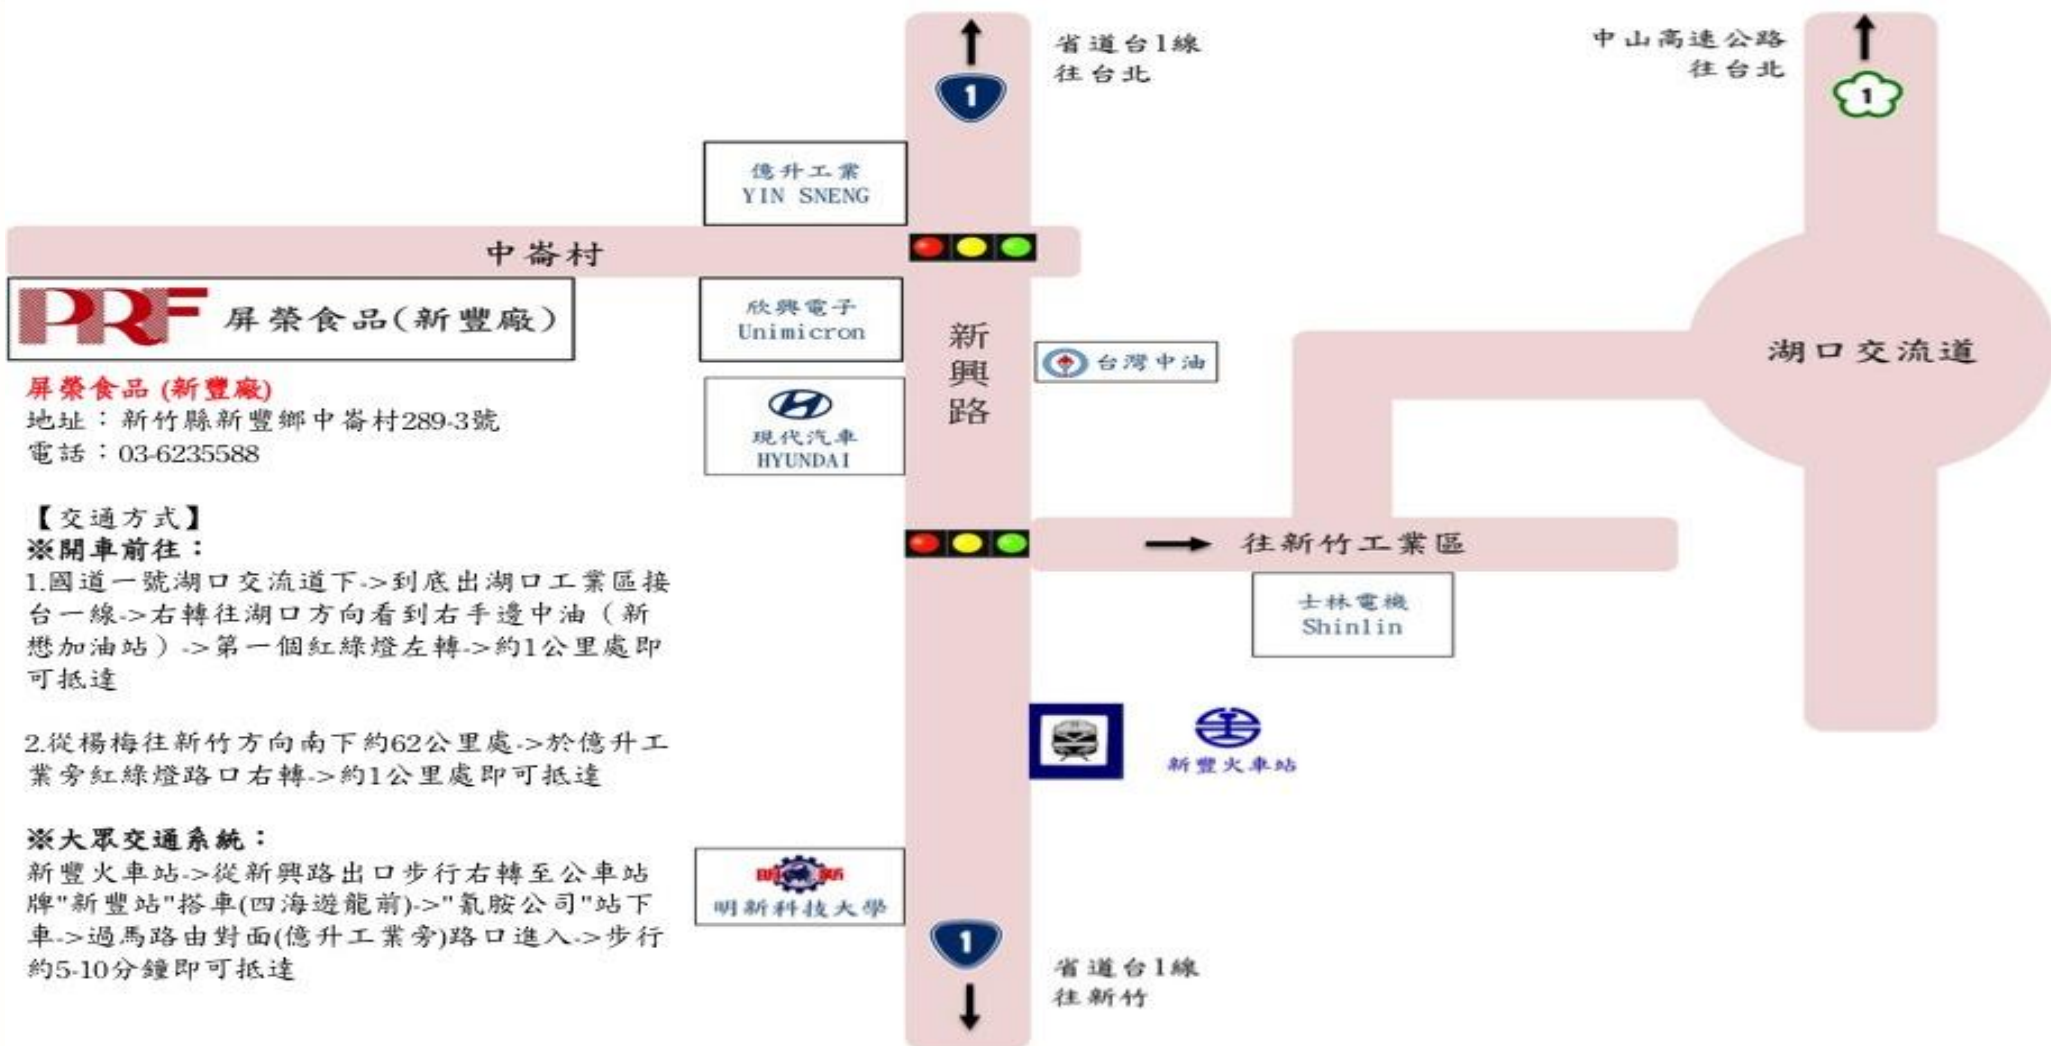 省道台1線
往台北
1
中山高速公路
往台北
1
億升工業
YIN SNENG
中崙村
PRF 屏榮食品(新豐廠)
欣興電子
Unimicron
新興路
台灣中油
湖口交流道
現代汽車
HYUNDAI
屏榮食品 (新豐廠)
地址：新竹縣新豐鄉中崙村289-3號
電話：03-6235588
【交通方式】
※開車前往：
1.國道一號湖口交流道下->到底出湖口工業區接
台一線->右轉往湖口方向看到右手邊中油（新
懋加油站）->第一個紅綠燈左轉->約1公里處即
可抵達
2.從楊梅往新竹方向南下約62公里處->於億升工
業旁紅綠燈路口右轉->約1公里處即可抵達
※大眾交通系統：
新豐火車站->從新興路出口步行右轉至公車站
牌"新豐站"搭車(四海遊龍前)->"氰胺公司"站下
車->過馬路由對面(億升工業旁)路口進入->步行
約5-10分鐘即可抵達
往新竹工業區
士林電機
Shinlin
新豐火車站
明新
明新科技大學
1
省道台1線
往新竹